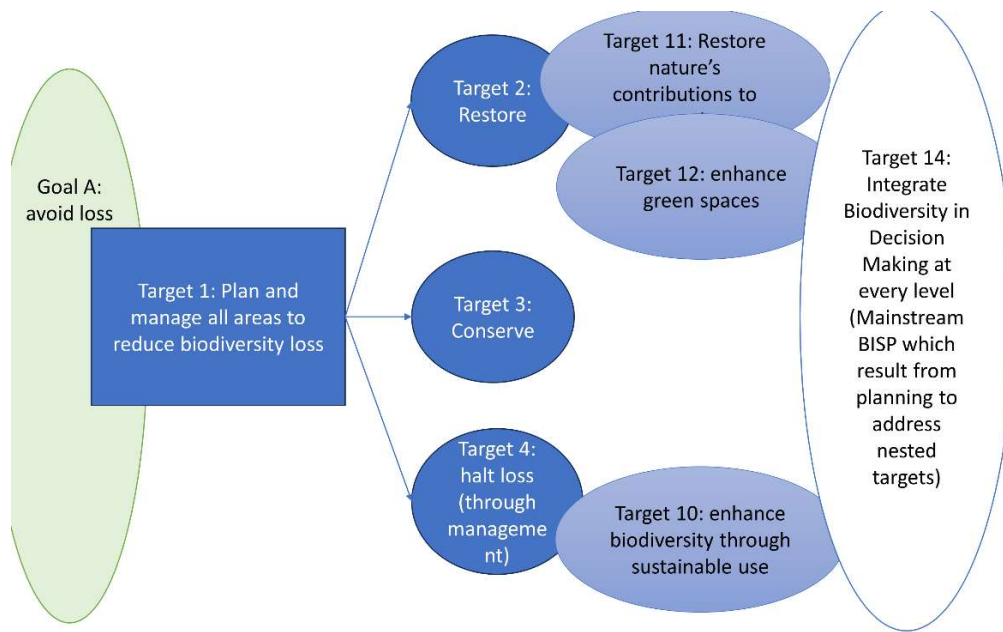 Goal A:
avoid loss
Target 1: Plan and
manage all areas to
reduce biodiversity loss
Target 2:
Restore
Target 3:
Conserve
Target 4:
halt loss
(through
manageme
nt)
Target 11: Restore
nature’s
contributions to
Target 12: enhance
green spaces
Target 10: enhance
biodiversity through
sustainable use
Target 14:
Integrate
Biodiversity in
Decision
Making at
every level
(Mainstream
BISP which
result from
planning to
address
nested
targets)